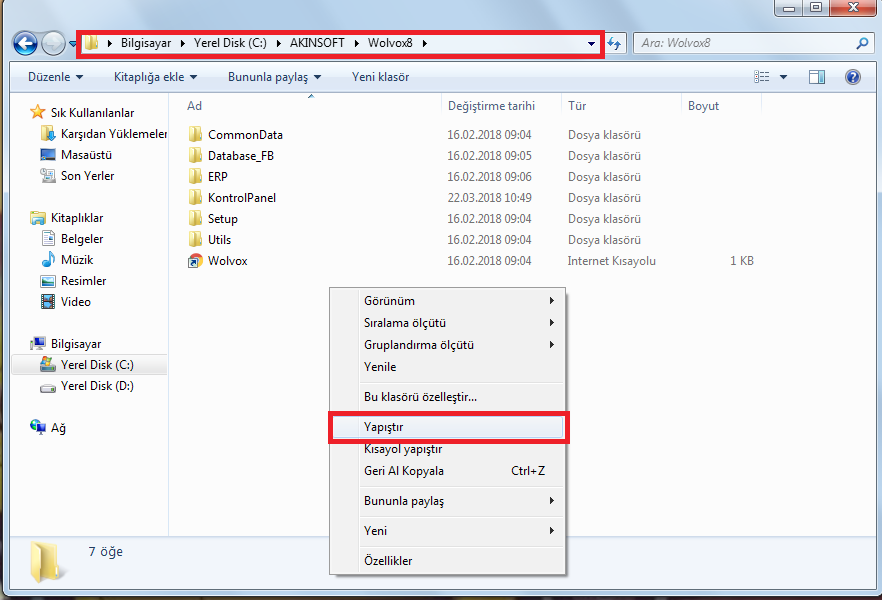 Bilgisayar Yerel Disk (C:) AKINSOFT Wolvox8
Ara: Wolvox8
Düzenle Kitaplığa ekle Bununla paylaş Yeni klasör
Sık Kullanılanlar
Karşıdan Yüklemeler
Masaüstü
Son Yerler
Kitaplıklar
Belgeler
Müzik
Resimler
Video
Bilgisayar
Yerel Disk (C:)
Yerel Disk (D:)
Ağ
Ad Değiştirme tarihi Tür Boyut
CommonData 16.02.2018 09:04 Dosya klasörü
Database_FB 16.02.2018 09:05 Dosya klasörü
ERP 16.02.2018 09:06 Dosya klasörü
KontrolPanel 22.03.2018 10:49 Dosya klasörü
Setup 16.02.2018 09:04 Dosya klasörü
Utils 16.02.2018 09:04 Dosya klasörü
Wolvox 16.02.2018 09:04 Internet Kısayolu 1 KB
Görünüm
Sıralama ölçütü
Gruplandırma ölçütü
Yenile
Bu klasörü özelleştir...
Yapıştır
Kısayol yapıştır
Geri Al Kopyala Ctrl+Z
Bununla paylaş
Yeni
Özellikler
7 öğe